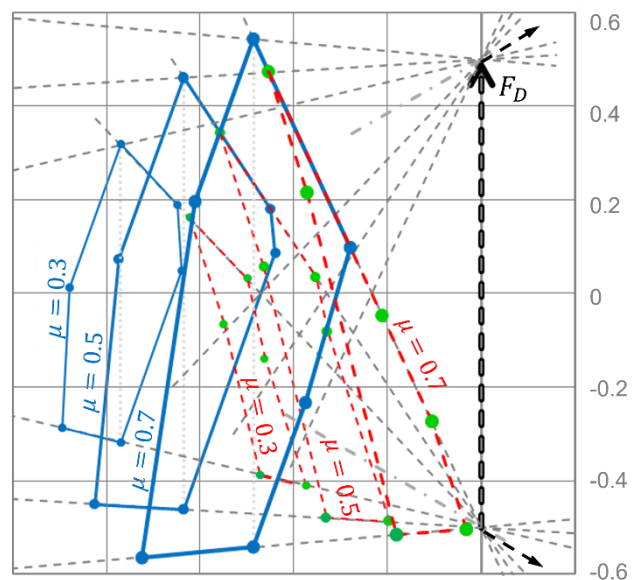 0.6
F_D
0.4
0.2
μ = 0.3
0
μ = 0.5
μ = 0.7
-0.2
μ = 0.7
μ = 0.3
-0.4
μ = 0.5
-0.6